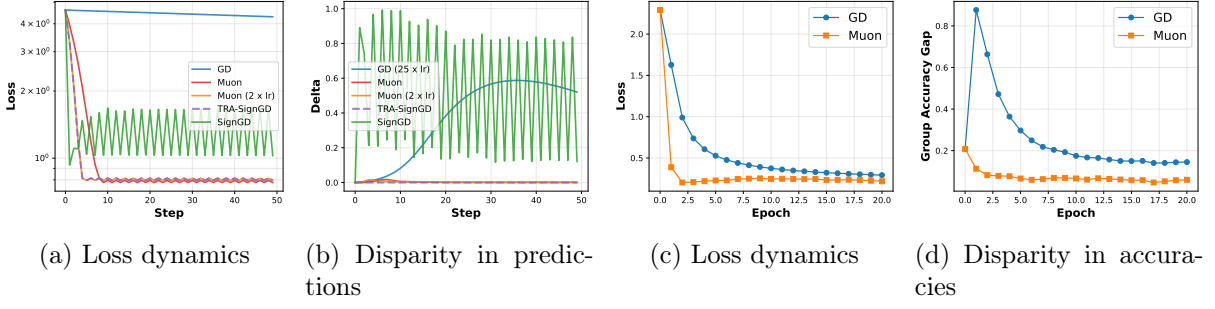 Loss
4 × 10⁰
3 × 10⁰
2 × 10⁰
10⁰
GD
Muon
Muon (2 x lr)
TRA-SignGD
SignGD
0 10 20 30 40 50
Step
Delta
1.0
0.8
0.6
0.4
0.2
0.0
GD (25 x lr)
Muon
Muon (2 x lr)
TRA-SignGD
SignGD
0 10 20 30 40 50
Step
Loss
2.0
1.5
1.0
0.5
GD
Muon
0.0 2.5 5.0 7.5 10.0 12.5 15.0 17.5 20.0
Epoch
Group Accuracy Gap
0.8
0.6
0.4
0.2
GD
Muon
0.0 2.5 5.0 7.5 10.0 12.5 15.0 17.5 20.0
Epoch
(a) Loss dynamics
(b) Disparity in predic-
tions
(c) Loss dynamics
(d) Disparity in accura-
cies